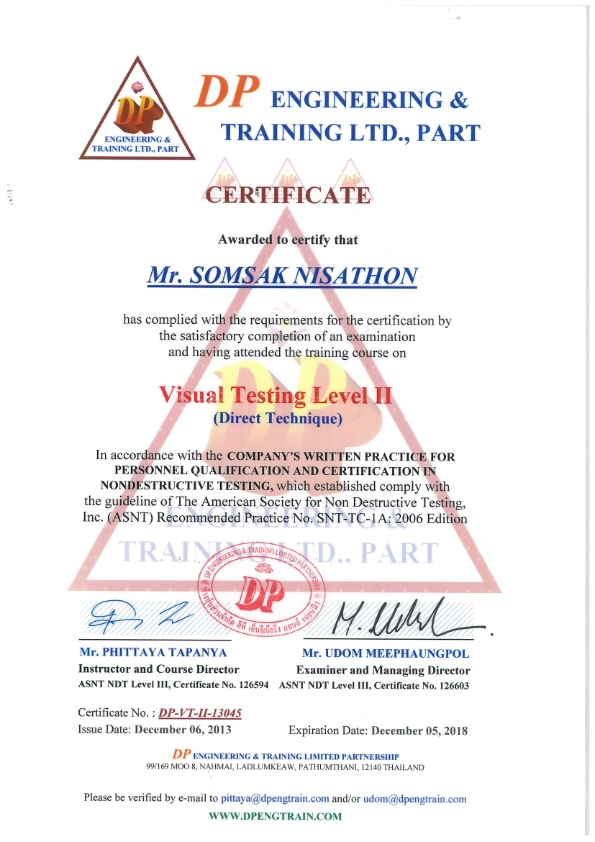 DP
ENGINEERING &
TRAINING LTD., PART
DP ENGINEERING &
TRAINING LTD., PART
CERTIFICATE
Awarded to certify that
Mr. SOMSAK NISATHON
has complied with the requirements for the certification by
the satisfactory completion of an examination
and having attended the training course on
Visual Testing Level II
(Direct Technique)
In accordance with the COMPANY'S WRITTEN PRACTICE FOR
PERSONNEL QUALIFICATION AND CERTIFICATION IN
NONDESTRUCTIVE TESTING, which established comply with
the guideline of The American Society for Non Destructive Testing,
Inc. (ASNT) Recommended Practice No. SNT-TC-1A: 2006 Edition
DP
ENGINEERING &
TRAINING LTD., PART
DP ENGINEERING & TRAINING LIMITED PARTNERSHIP
DP
Mr. PHITTAYA TAPANYA
Instructor and Course Director
ASNT NDT Level III, Certificate No. 126594
Mr. UDOM MEEPHAUNGPOL
Examiner and Managing Director
ASNT NDT Level III, Certificate No. 126603
Certificate No. : DP-VT-II-13045
Issue Date: December 06, 2013
Expiration Date: December 05, 2018
DP ENGINEERING & TRAINING LIMITED PARTNERSHIP
99/169 MOO 8, NAHMAI, LADLUMKEAW, PATHUMTHANI, 12140 THAILAND
Please be verified by e-mail to pittaya@dpengtrain.com and/or udom@dpengtrain.com
WWW.DPENGTRAIN.COM